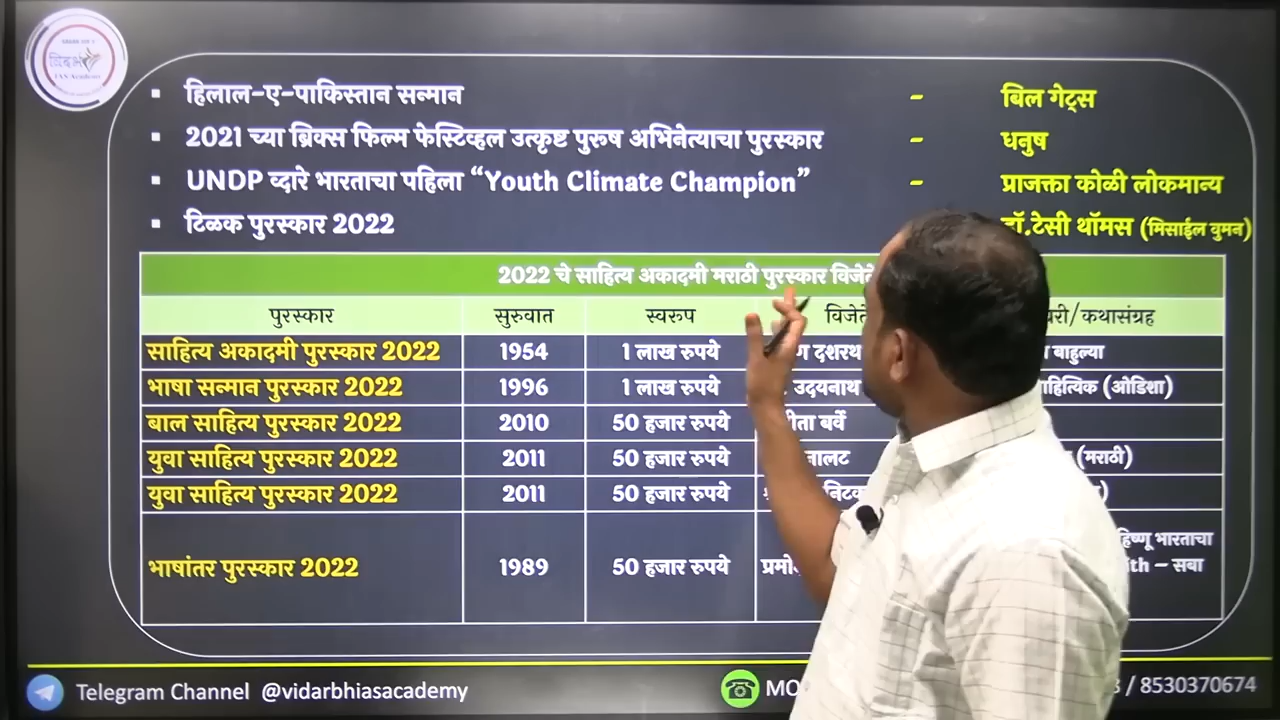 विदर्भ
IAS Academy
▪ हिलाल-ए-पाकिस्तान सन्मान - बिल गेट्स
▪ 2021 च्या ब्रिक्स फिल्म फेस्टिव्हल उत्कृष्ट पुरूष अभिनेत्याचा पुरस्कार - धनुष
▪ UNDP व्दारे भारताचा पहिला “Youth Climate Champion” - प्राजक्ता कोळी लोकमान्य
▪ टिळक पुरस्कार 2022 डॉ.टेसी थॉमस (मिसाईल वुमन)
2022 चे साहित्य अकादमी मराठी पुरस्कार
पुरस्कार सुरुवात स्वरूप /कथासंग्रह
साहित्य अकादमी पुरस्कार 2022 1954 1 लाख रुपये दशरथ बाहुल्या
भाषा सन्मान पुरस्कार 2022 1996 1 लाख रुपये उदयनाथ (ओडिशा)
बाल साहित्य पुरस्कार 2022 2010 50 हजार रुपये बर्वे
युवा साहित्य पुरस्कार 2022 2011 50 हजार रुपये (मराठी)
युवा साहित्य पुरस्कार 2022 2011 50 हजार रुपये
भारताचा
भाषांतर पुरस्कार 2022 1989 50 हजार रुपये – सबा
Telegram Channel @vidarbhiasacademy / 8530370674